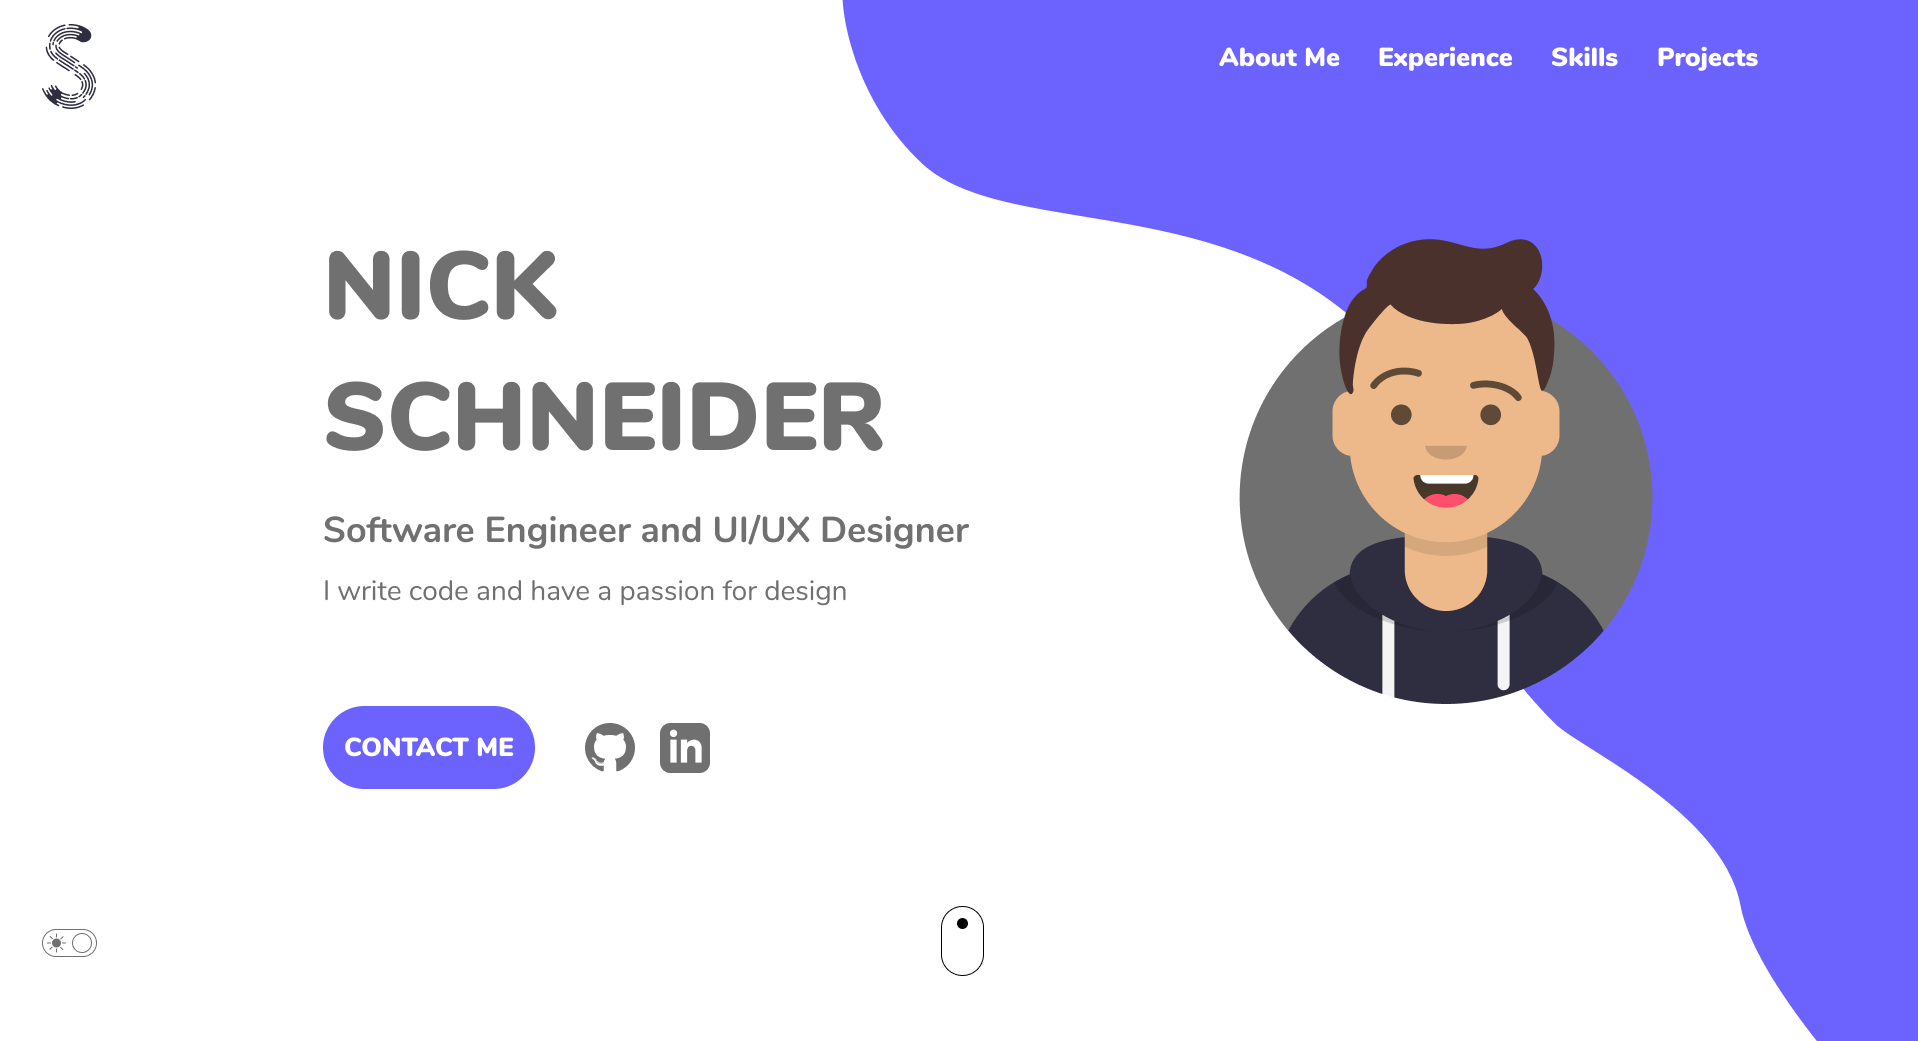 S
About Me Experience Skills Projects
NICK
SCHNEIDER
Software Engineer and UI/UX Designer
I write code and have a passion for design
CONTACT ME
in